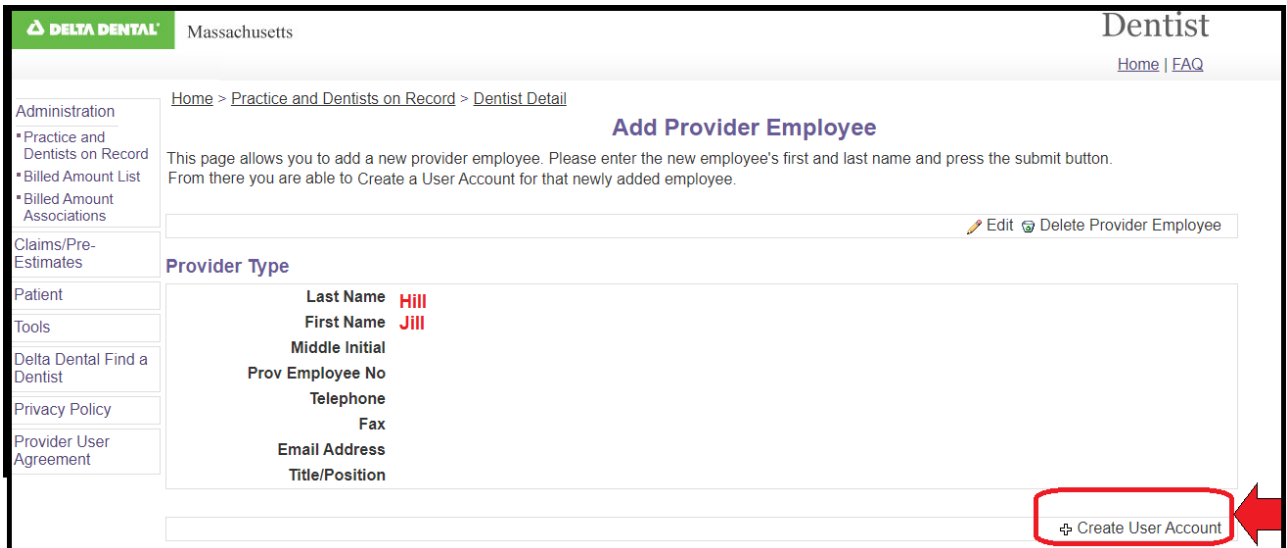 DELTA DENTAL®
Massachusetts
Dentist
Home | FAQ
Administration
Practice and
Dentists on Record
Billed Amount List
Billed Amount
Associations
Claims/Pre-
Estimates
Patient
Tools
Delta Dental Find a
Dentist
Privacy Policy
Provider User
Agreement
Home > Practice and Dentists on Record > Dentist Detail
Add Provider Employee
This page allows you to add a new provider employee. Please enter the new employee's first and last name and press the submit button.
From there you are able to Create a User Account for that newly added employee.
Edit Delete Provider Employee
Provider Type
Last Name Hill
First Name Jill
Middle Initial
Prov Employee No
Telephone
Fax
Email Address
Title/Position
Create User Account